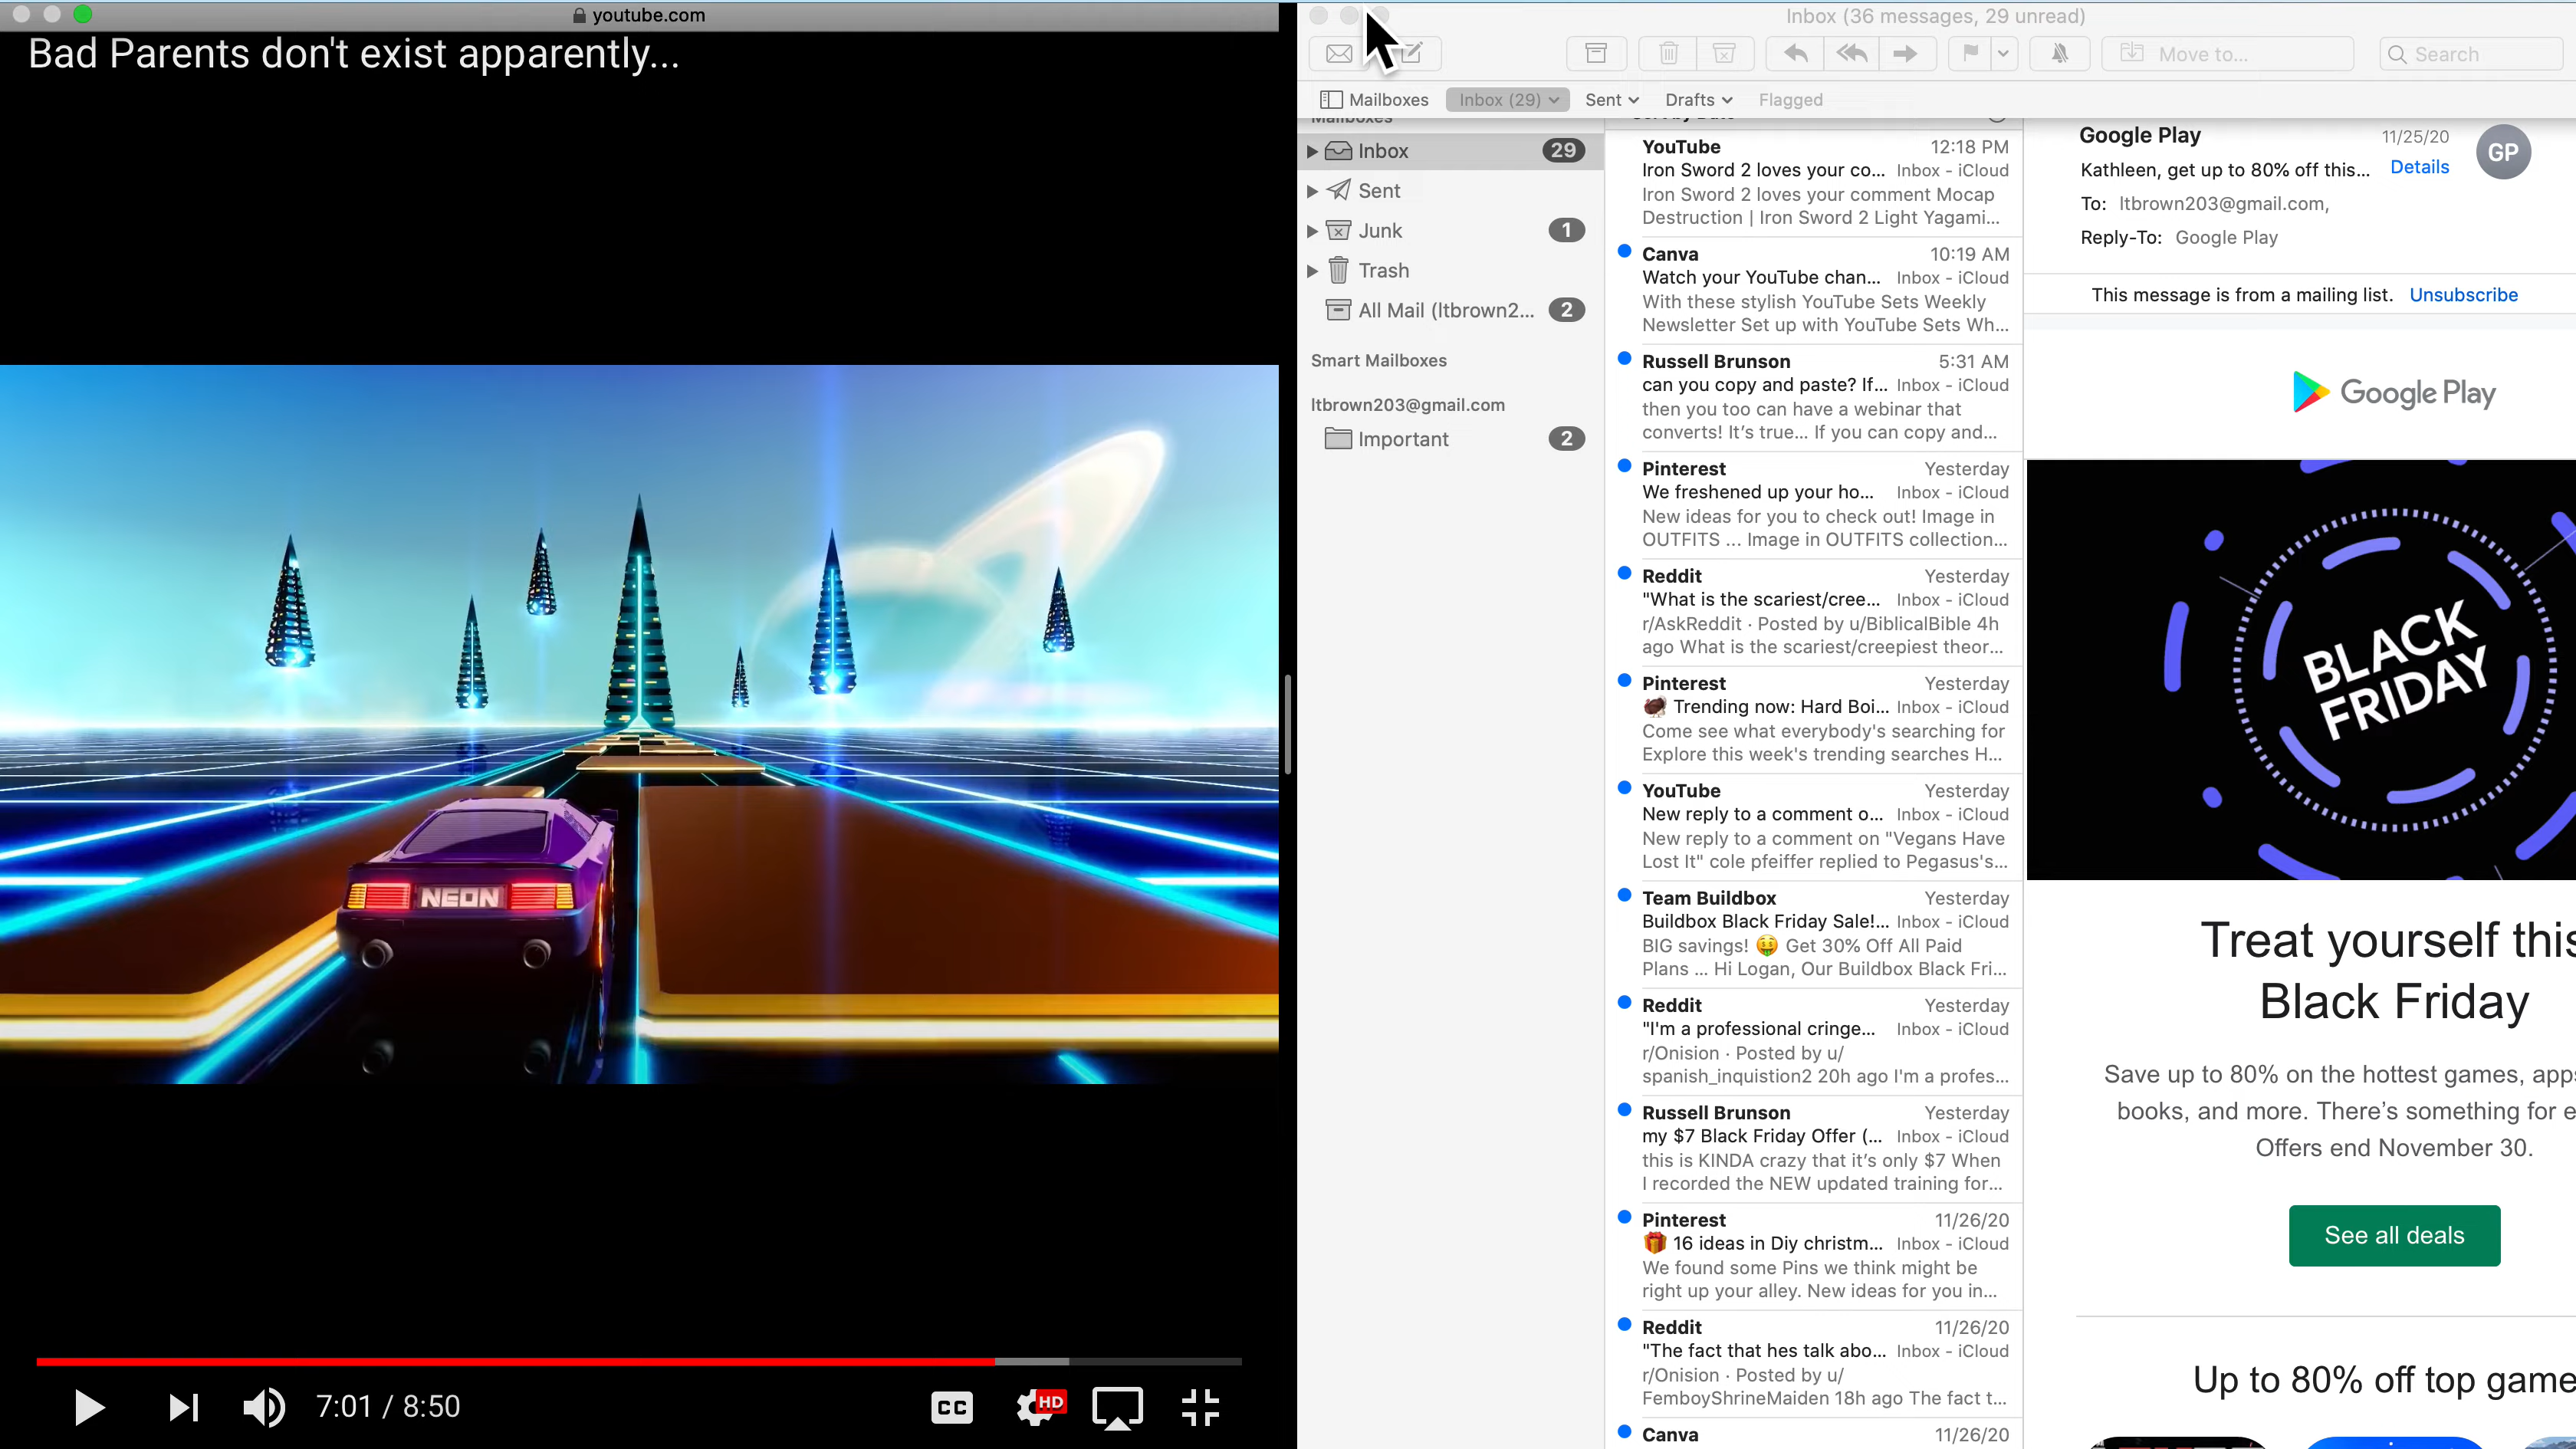 youtube.com
Bad Parents don't exist apparently...
NEON
7:01 / 8:50
CC
HD
Inbox (36 messages, 29 unread)
Move to...
Search
Mailboxes
Inbox (29)
Sent
Drafts
Flagged
Mailboxes
Inbox 29
Sent
Junk 1
Trash
All Mail (ltbrown2... 2
Smart Mailboxes
ltbrown203@gmail.com
Important 2
Sort by Date
YouTube 12:18 PM
Iron Sword 2 loves your co... Inbox - iCloud
Iron Sword 2 loves your comment Mocap
Destruction | Iron Sword 2 Light Yagami...
Canva 10:19 AM
Watch your YouTube chan... Inbox - iCloud
With these stylish YouTube Sets Weekly
Newsletter Set up with YouTube Sets Wh...
Russell Brunson 5:31 AM
can you copy and paste? If... Inbox - iCloud
then you too can have a webinar that
converts! It's true... If you can copy and...
Pinterest Yesterday
We freshened up your ho... Inbox - iCloud
New ideas for you to check out! Image in
OUTFITS ... Image in OUTFITS collection...
Reddit Yesterday
"What is the scariest/cree... Inbox - iCloud
r/AskReddit · Posted by u/BiblicalBible 4h
ago What is the scariest/creepiest theor...
Pinterest Yesterday
🦃 Trending now: Hard Boi... Inbox - iCloud
Come see what everybody's searching for
Explore this week's trending searches H...
YouTube Yesterday
New reply to a comment o... Inbox - iCloud
New reply to a comment on "Vegans Have
Lost It" cole pfeiffer replied to Pegasus's...
Team Buildbox Yesterday
Buildbox Black Friday Sale!... Inbox - iCloud
BIG savings! 🤑 Get 30% Off All Paid
Plans ... Hi Logan, Our Buildbox Black Fri...
Reddit Yesterday
"I'm a professional cringe... Inbox - iCloud
r/Onision · Posted by u/
spanish_inquistion2 20h ago I'm a profes...
Russell Brunson Yesterday
my $7 Black Friday Offer (... Inbox - iCloud
this is KINDA crazy that it's only $7 When
I recorded the NEW updated training for...
Pinterest 11/26/20
🎁 16 ideas in Diy christm... Inbox - iCloud
We found some Pins we think might be
right up your alley. New ideas for you in...
Reddit 11/26/20
"The fact that hes talk abo... Inbox - iCloud
r/Onision · Posted by u/
FemboyShrineMaiden 18h ago The fact t...
Canva 11/26/20
Google Play 11/25/20
GP
Kathleen, get up to 80% off this... Details
To: ltbrown203@gmail.com,
Reply-To: Google Play
This message is from a mailing list. Unsubscribe
Google Play
BLACK
FRIDAY
Treat yourself this
Black Friday
Save up to 80% on the hottest games, apps
books, and more. There's something for e
Offers end November 30.
See all deals
Up to 80% off top game